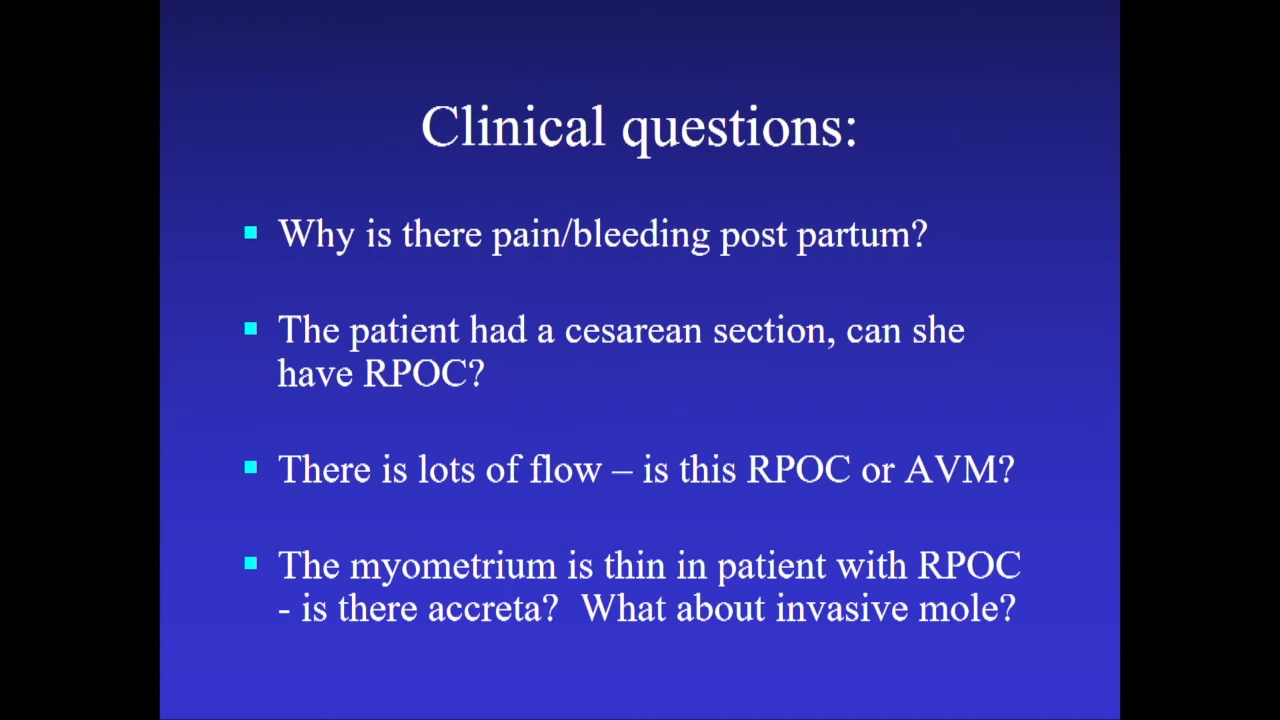 Clinical questions:
Why is there pain/bleeding post partum?
The patient had a cesarean section, can she
have RPOC?
There is lots of flow – is this RPOC or AVM?
The myometrium is thin in patient with RPOC
- is there accreta?  What about invasive mole?